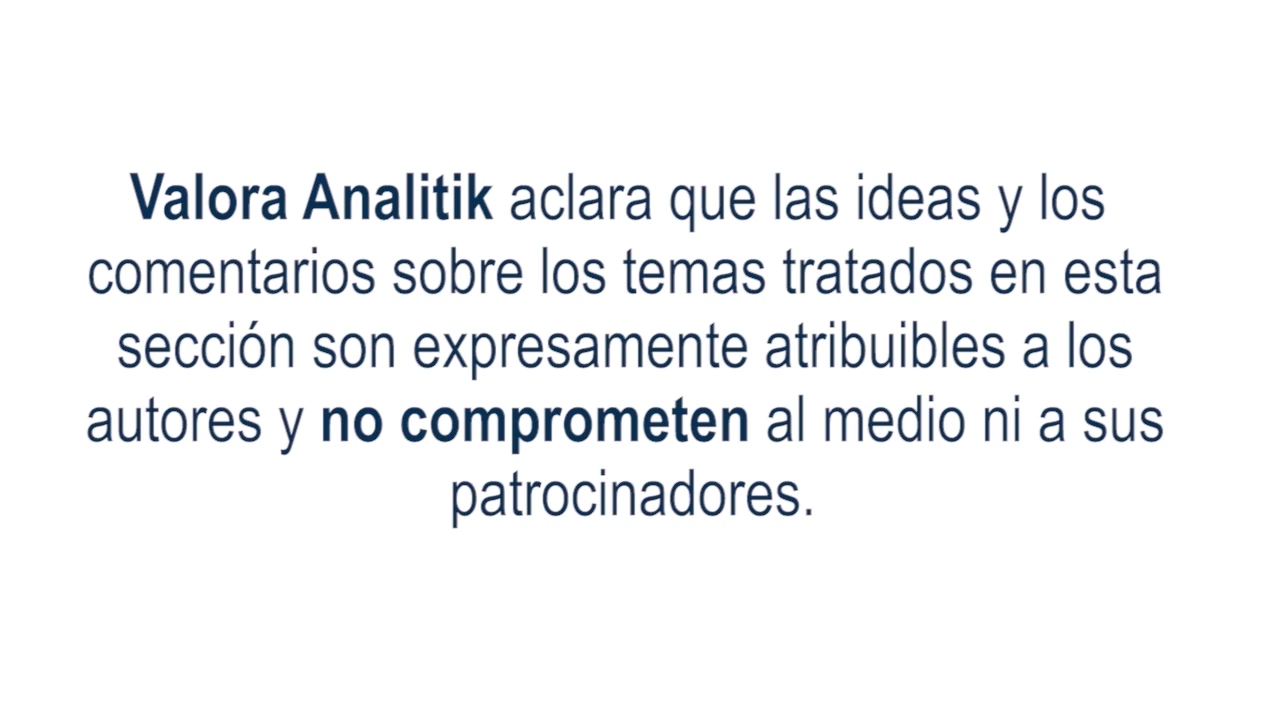 Valora Analitik aclara que las ideas y los
comentarios sobre los temas tratados en esta
sección son expresamente atribuibles a los
autores y no comprometen al medio ni a sus
patrocinadores.